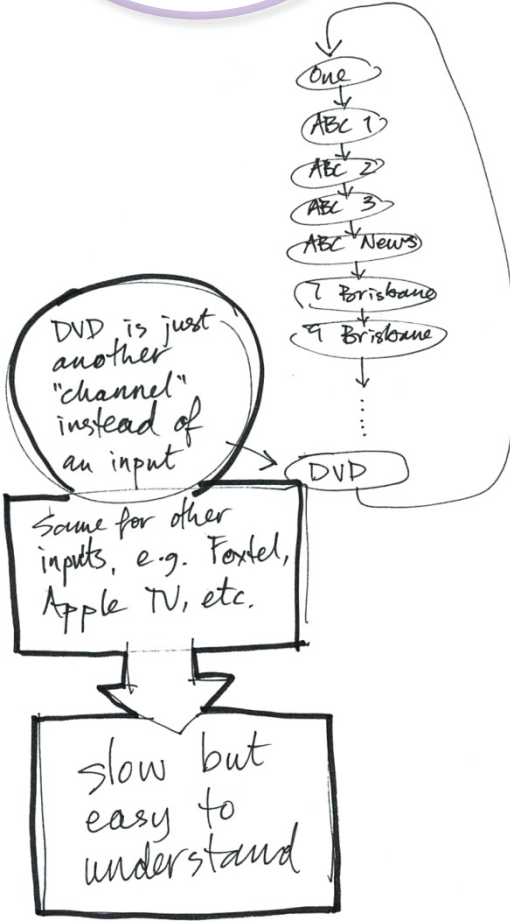 One
ABC 1
ABC 2
ABC 3
ABC News
7 Brisbane
9 Brisbane
DVD is just
another
"channel"
instead of
an input
DVD
Same for other
inputs, e.g. Foxtel,
Apple TV, etc.
slow but
easy to
understand